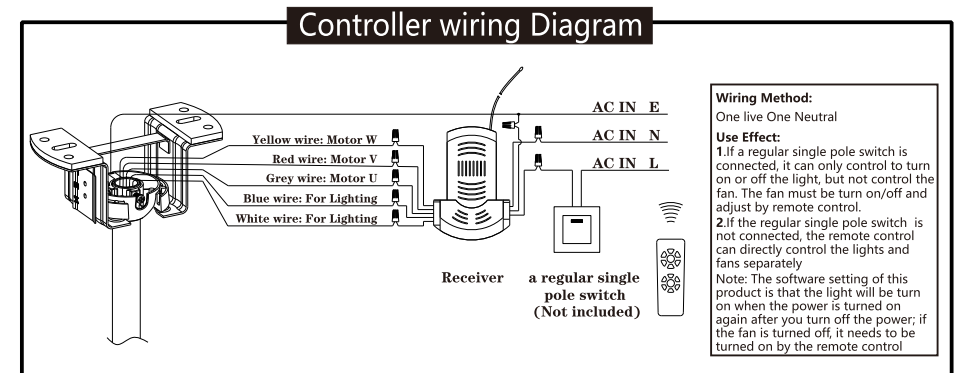 Controller wiring Diagram
AC IN E
AC IN N
AC IN L
Yellow wire: Motor W
Red wire: Motor V
Grey wire: Motor U
Blue wire: For Lighting
White wire: For Lighting
Receiver
a regular single
pole switch
(Not included)
Wiring Method:
One live One Neutral
Use Effect:
1.If a regular single pole switch is
connected, it can only control to turn
on or off the light, but not control the
fan. The fan must be turn on/off and
adjust by remote control.
2.If the regular single pole switch is
not connected, the remote control
can directly control the lights and
fans separately
Note: The software setting of this
product is that the light will be turn
on when the power is turned on
again after you turn off the power; if
the fan is turned off, it needs to be
turned on by the remote control